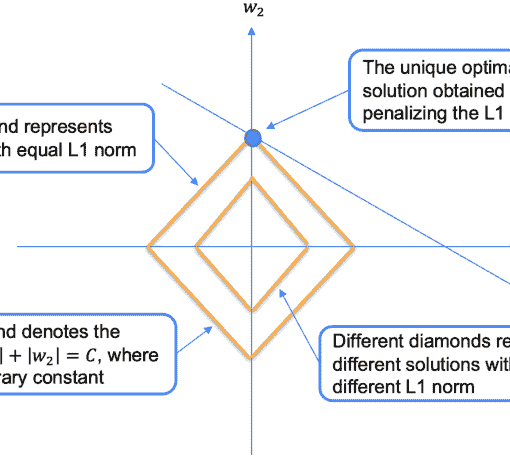 w₂
The unique optima
solution obtained
penalizing the L1
nd represents
th equal L1 norm
nd denotes the
| + |w₂| = C, where
rary constant
Different diamonds re
different solutions wit
different L1 norm